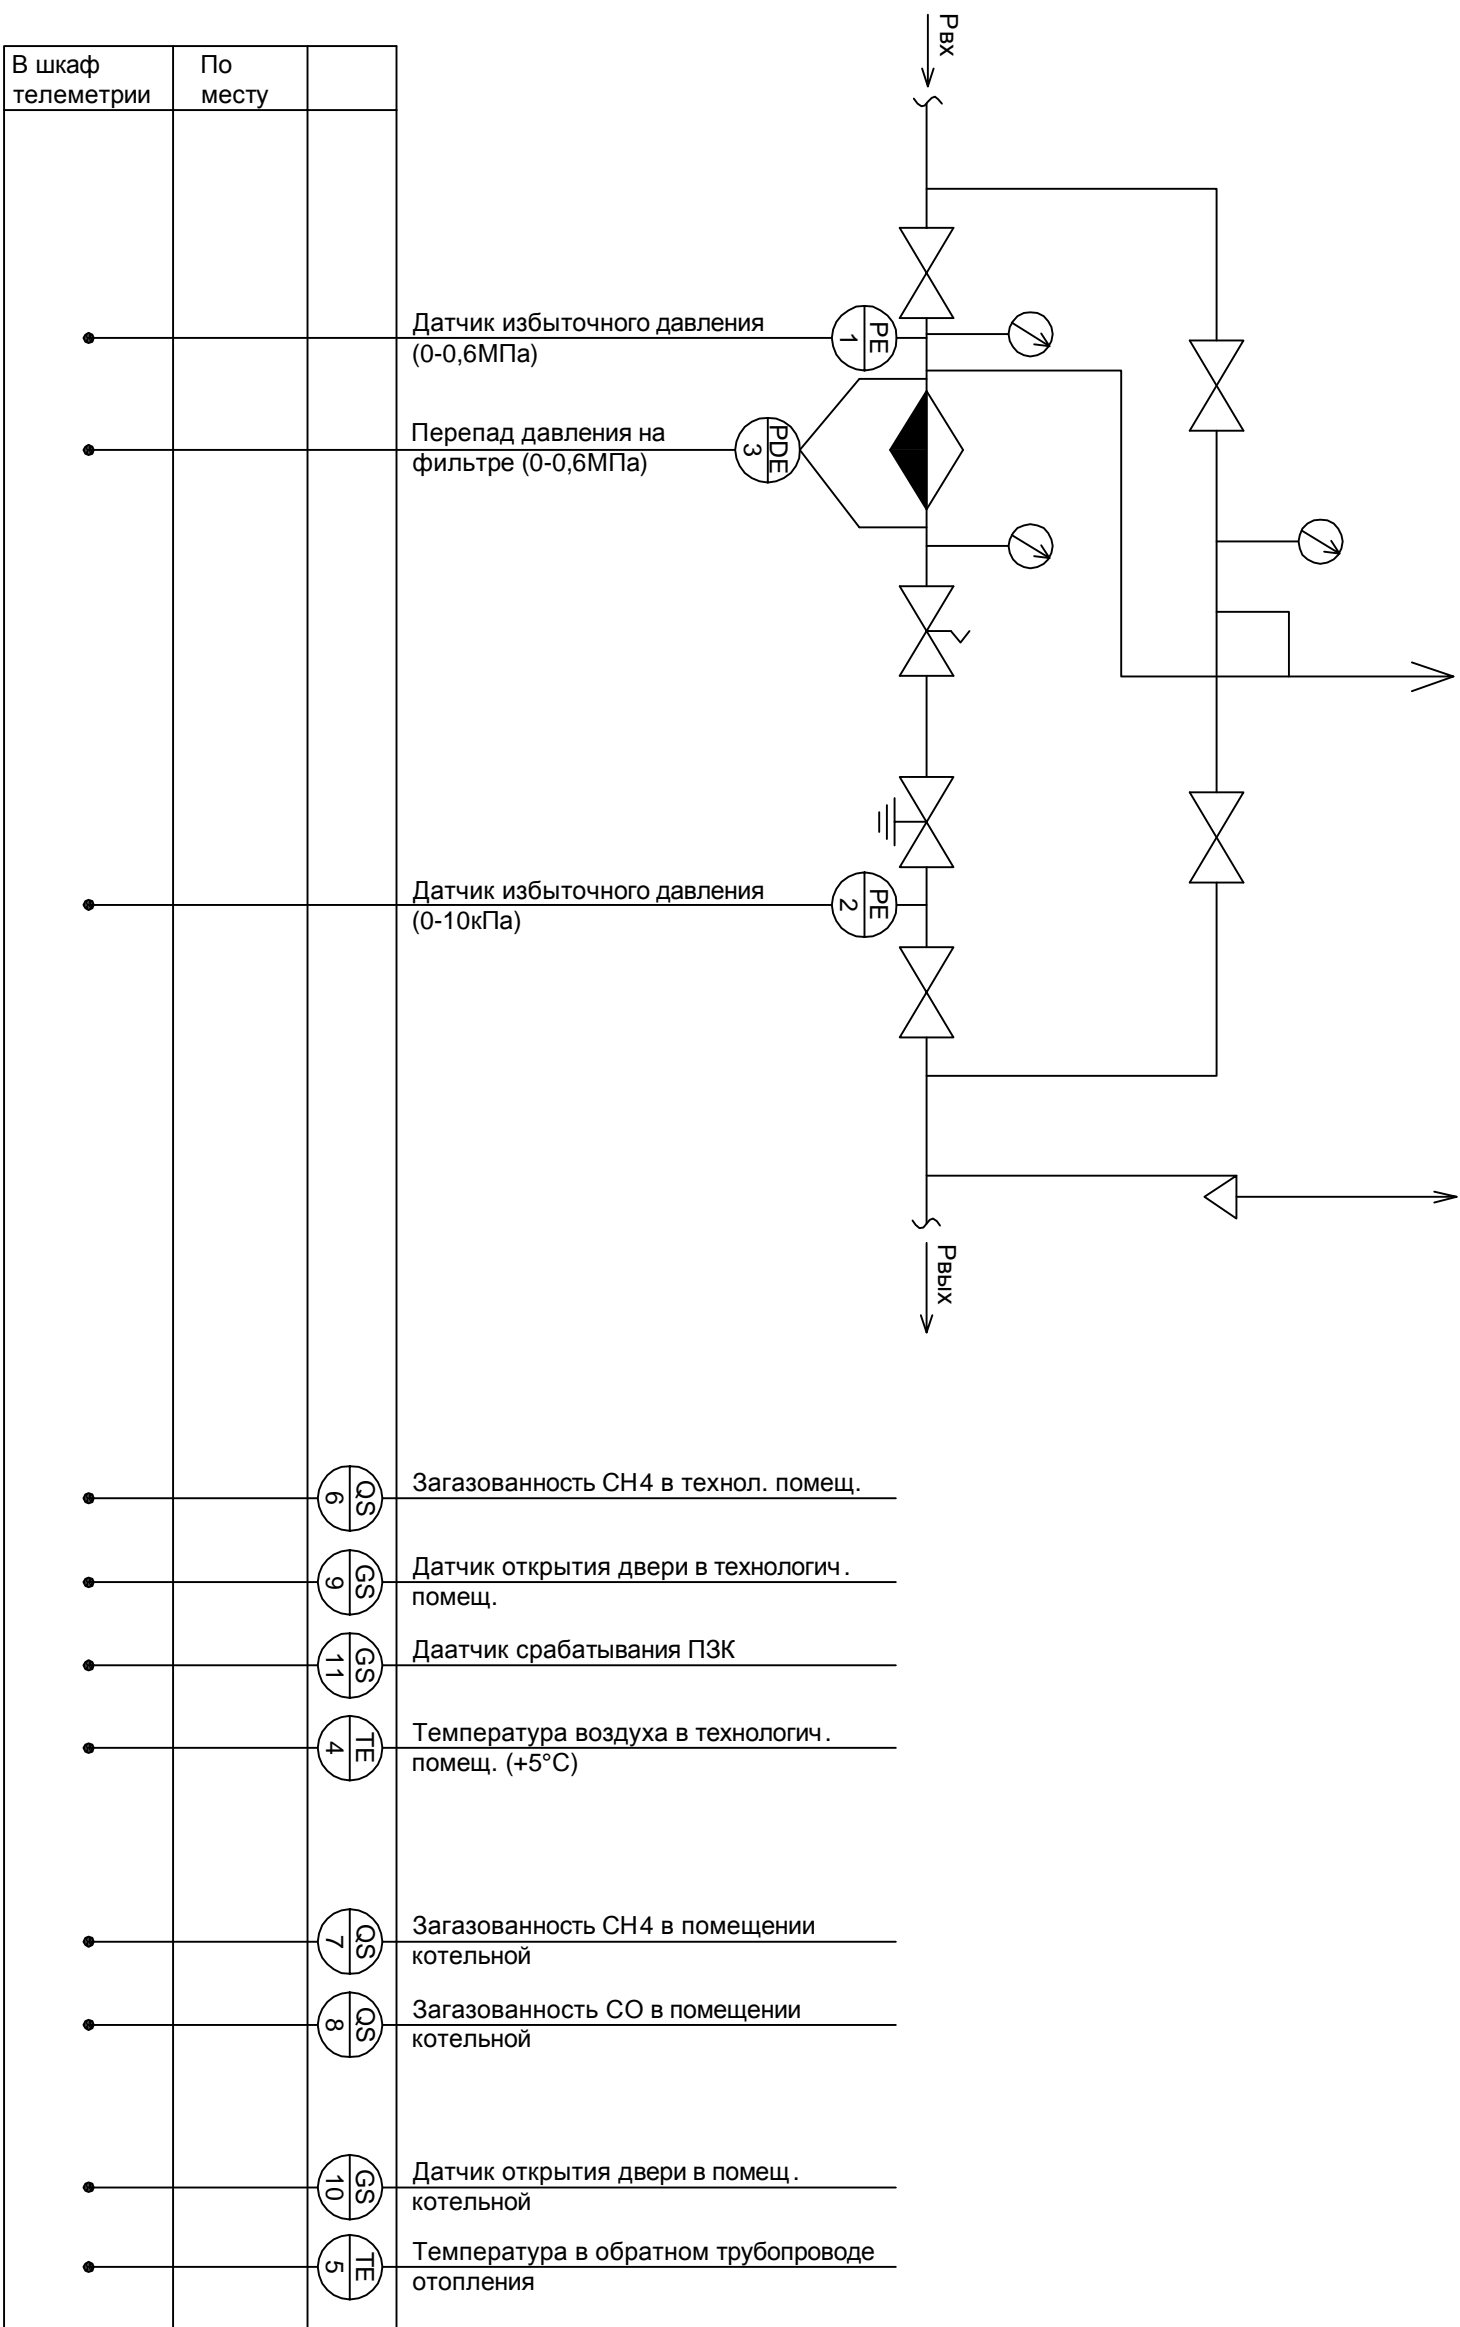 Pвх
В шкаф
телеметрии
По
месту
Датчик избыточного давления
(0-0,6МПа)
PE
1
Перепад давления на
фильтре (0-0,6МПа)
PDE
3
Датчик избыточного давления
(0-10кПа)
PE
2
Pвых
QS
6
Загазованность CH4 в технол. помещ.
GS
9
Датчик открытия двери в технологич.
помещ.
GS
11
Даатчик срабатывания ПЗК
TE
4
Температура воздуха в технологич.
помещ. (+5°C)
QS
7
Загазованность CH4 в помещении
котельной
QS
8
Загазованность CO в помещении
котельной
GS
10
Датчик открытия двери в помещ.
котельной
TE
5
Температура в обратном трубопроводе
отопления